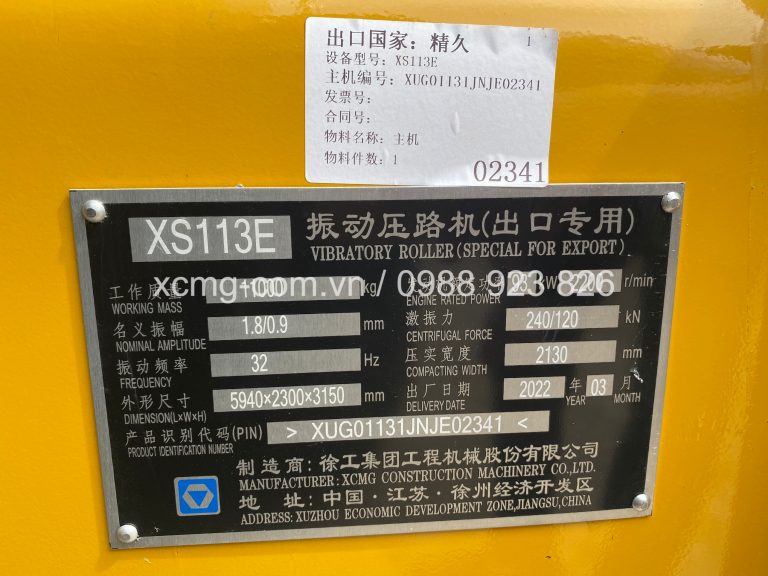 出口国家：精久 1
设备型号：XS113E
主机编号：XUG01131JNJE02341
发票号：
合同号：
物料名称：主机
物料件数：1
02341
XS113E 振动压路机(出口专用)
VIBRATORY ROLLER (SPECIAL FOR EXPORT)
xcmg-com.vn/ 0988 923 826
工作质量 kg
WORKING MASS
ENGINE RATED POWER kW r/min
名义振幅 1.8/0.9 mm
NOMINAL AMPLITUDE
激振力 240/120 kN
CENTRIFUGAL FORCE
振动频率 32 Hz
FREQUENCY
压实宽度 2130 mm
COMPACTING WIDTH
外形尺寸 5940×2300×3150 mm
DIMENSION(L×W×H)
出厂日期 2022 年 03 月
DELIVERY DATE YEAR MONTH
产品识别代码(PIN) > XUG01131JNJE02341 <
PRODUCT IDENTIFICATION NUMBER
制造商：徐工集团工程机械股份有限公司
MANUFACTURER: XCMG CONSTRUCTION MACHINERY CO.,LTD.
地 址：中国·江苏·徐州经济开发区
ADDRESS: XUZHOU ECONOMIC DEVELOPMENT ZONE,JIANGSU,CHINA